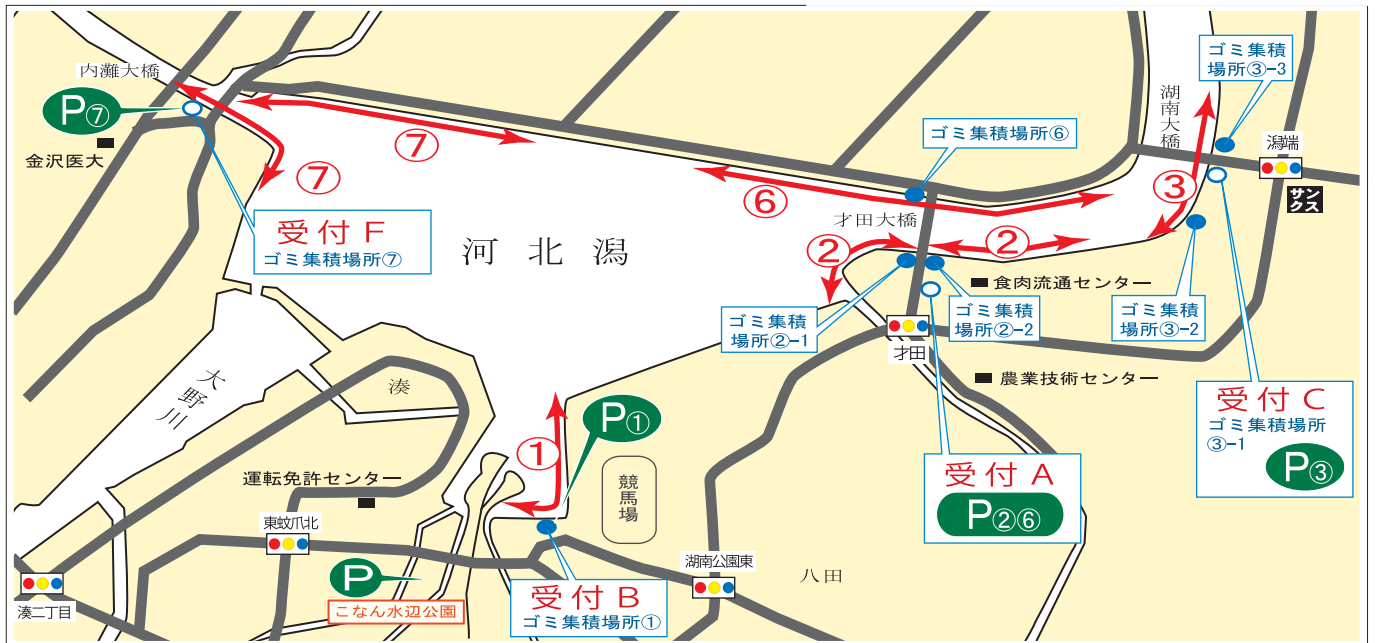 内灘大橋
P⑦
金沢医大
⑦
⑦
受付 F
ゴミ集積場所⑦
河北潟
⑥
ゴミ集積場所⑥
才田大橋
②
②
ゴミ集積
場所②-1
ゴミ集積
場所②-2
食肉流通センター
才田
農業技術センター
湖南大橋
③
ゴミ集積
場所③-3
潟端
サン
クス
ゴミ集積
場所③-2
受付 C
ゴミ集積場所
③-1
P③
受付 A
P②⑥
大野川
湊
運転免許センター
東蚊爪北
湊二丁目
P
こなん水辺公園
①
P①
競馬場
受付 B
ゴミ集積場所①
湖南公園東
八田